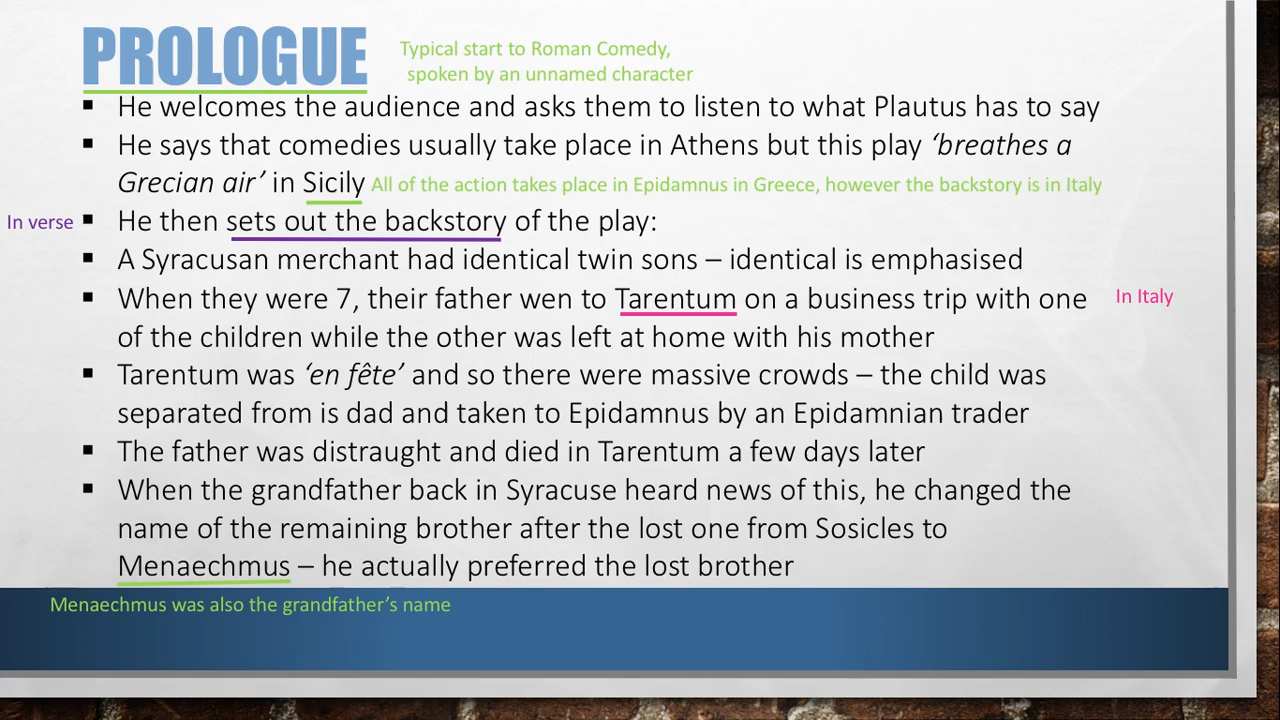 PROLOGUE
Typical start to Roman Comedy,
spoken by an unnamed character
▪ He welcomes the audience and asks them to listen to what Plautus has to say
▪ He says that comedies usually take place in Athens but this play ‘breathes a
Grecian air’ in Sicily All of the action takes place in Epidamnus in Greece, however the backstory is in Italy
In verse ▪ He then sets out the backstory of the play:
▪ A Syracusan merchant had identical twin sons – identical is emphasised
▪ When they were 7, their father wen to Tarentum on a business trip with one In Italy
of the children while the other was left at home with his mother
▪ Tarentum was ‘en fête’ and so there were massive crowds – the child was
separated from is dad and taken to Epidamnus by an Epidamnian trader
▪ The father was distraught and died in Tarentum a few days later
▪ When the grandfather back in Syracuse heard news of this, he changed the
name of the remaining brother after the lost one from Sosicles to
Menaechmus – he actually preferred the lost brother
Menaechmus was also the grandfather’s name